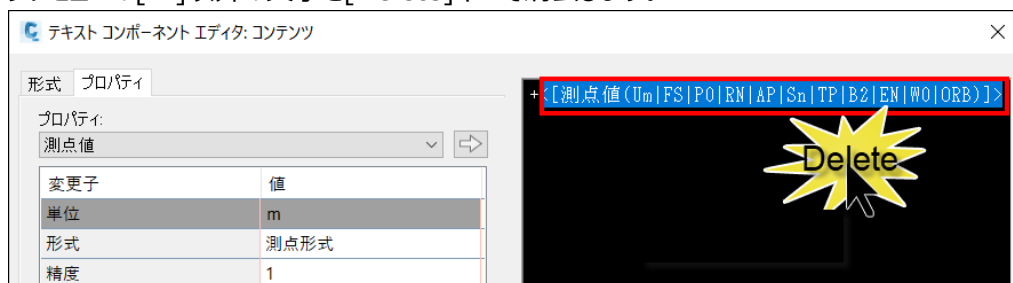 テキスト コンポーネント エディタ: コンテンツ
形式 プロパティ
+<[測点値(Um|FS|P0|RN|AP|Sn|TP|B2|EN|W0|ORB)]>
プロパティ:
測点値
Delete
変更子 値
単位 m
形式 測点形式
精度 1